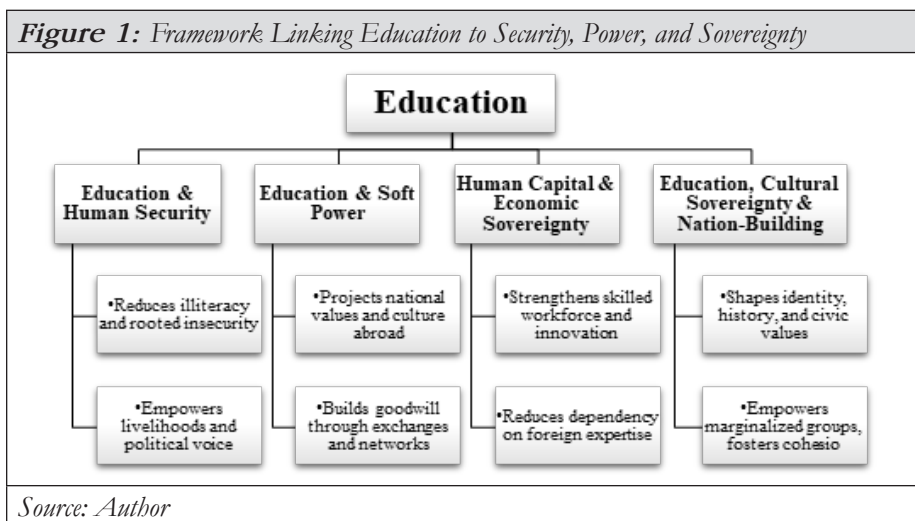 Figure 1: Framework Linking Education to Security, Power, and Sovereignty
Education
Education &
Human Security
Education & Soft
Power
Human Capital &
Economic
Sovereignty
Education, Cultural
Sovereignty &
Nation-Building
•Reduces illiteracy
and rooted insecurity
•Projects national
values and culture
abroad
•Strengthens skilled
workforce and
innovation
•Shapes identity,
history, and civic
values
•Empowers
livelihoods and
political voice
•Builds goodwill
through exchanges
and networks
•Reduces dependency
on foreign expertise
•Empowers
marginalized groups,
fosters cohesio
Source: Author